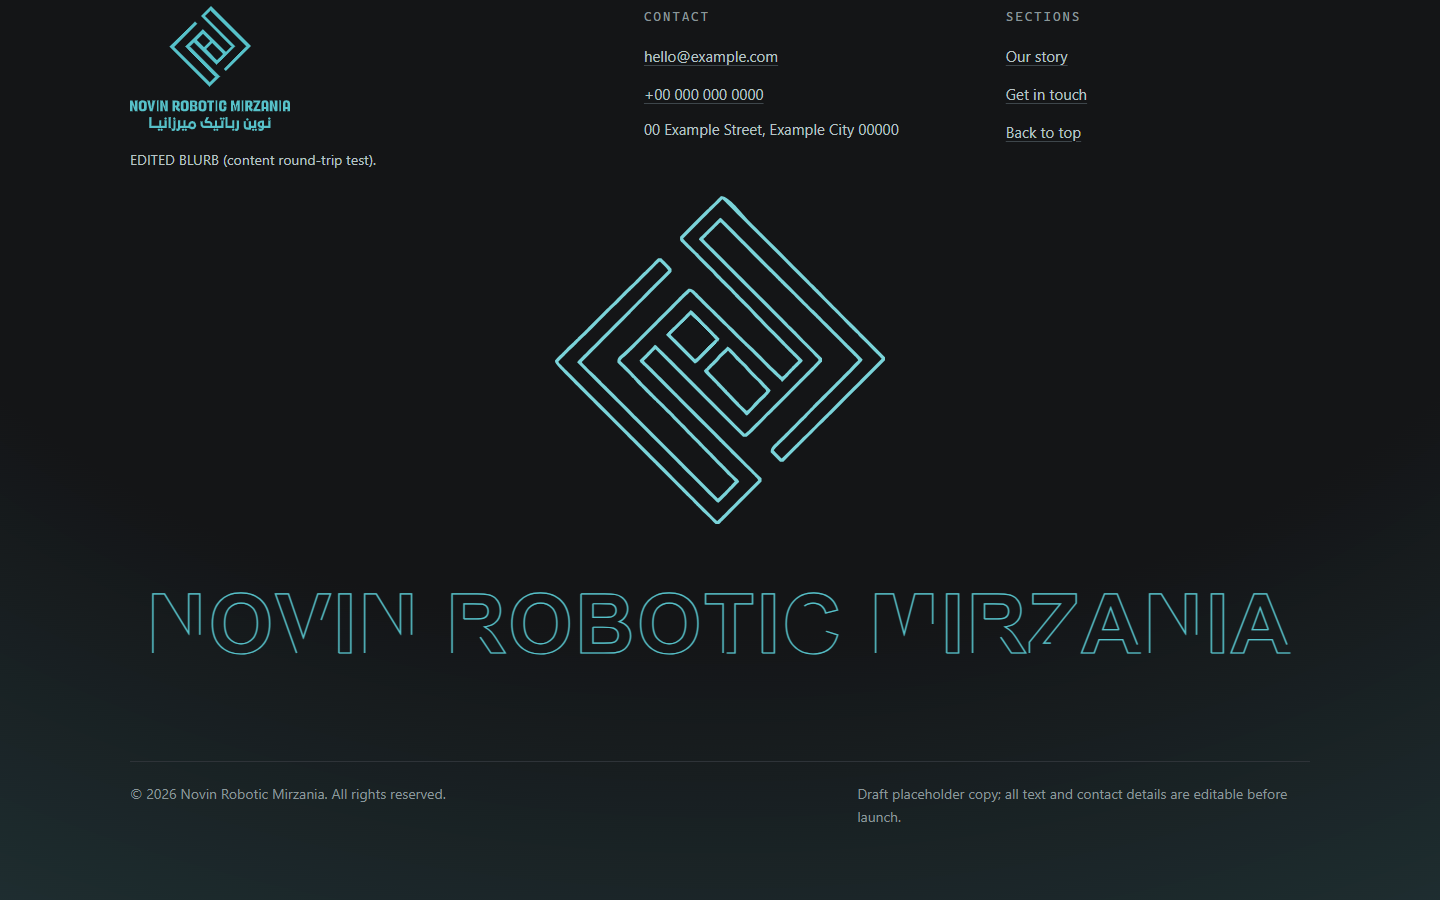 NOVIN ROBOTIC MIRZANIA
نوین رباتیک میرزانیا
EDITED BLURB (content round-trip test).
CONTACT
hello@example.com
+00 000 000 0000
00 Example Street, Example City 00000
SECTIONS
Our story
Get in touch
Back to top
NOVIN ROBOTIC MIRZANIA
© 2026 Novin Robotic Mirzania. All rights reserved.
Draft placeholder copy; all text and contact details are editable before
launch.